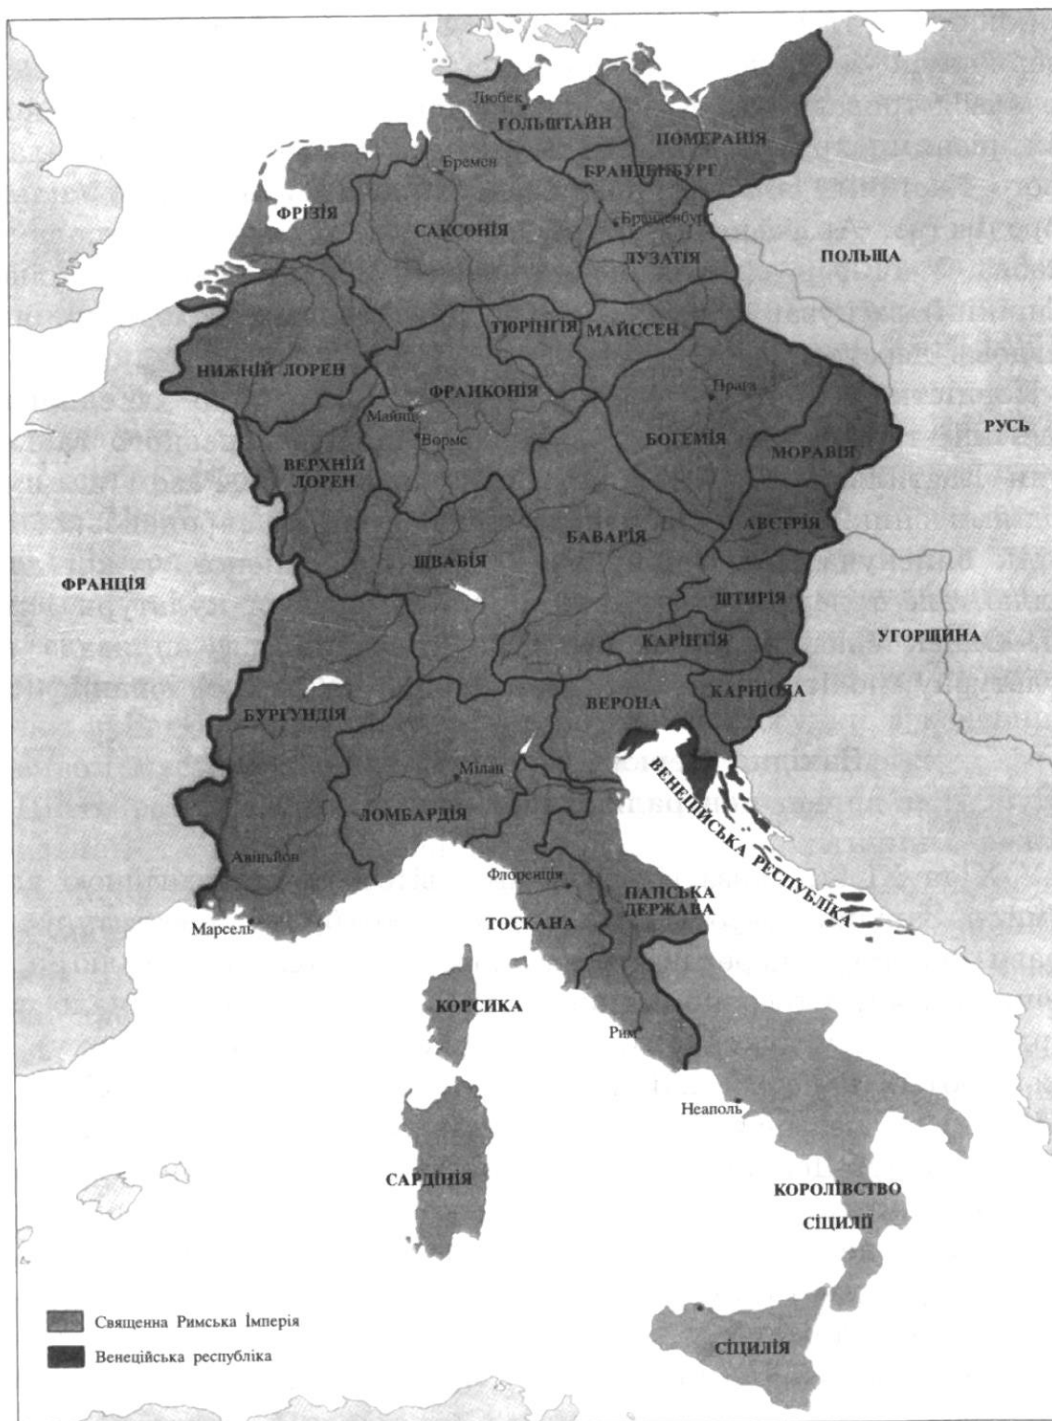 Любек
ГОЛЬШТАЙН
ПОМЕРАНІЯ
БРАНДЕНБУРГ
Бремен
ФРІЗІЯ
САКСОНІЯ
Бранденбург
ЛУЗАТІЯ
ПОЛЬЩА
ТЮРІНГІЯ
МАЙССЕН
НИЖНІЙ ЛОРЕН
ФРАНКОНІЯ
Прага
Майнц
Вормс
БОГЕМІЯ
МОРАВІЯ
РУСЬ
ВЕРХНІЙ
ЛОРЕН
АВСТРІЯ
БАВАРІЯ
ШВАБІЯ
ФРАНЦІЯ
ШТИРІЯ
КАРІНТІЯ
УГОРЩИНА
БУРГУНДІЯ
ВЕРОНА
КАРНІОЛА
Мілан
ЛОМБАРДІЯ
ВЕНЕЦІЙСЬКА РЕСПУБЛІКА
Авіньйон
Флоренція
ПАПСЬКА
ДЕРЖАВА
ТОСКАНА
Марсель
КОРСИКА
Рим
Неаполь
САРДІНІЯ
КОРОЛІВСТВО
СІЦИЛІЇ
Священна Римська Імперія
Венеційська республіка
СІЦИЛІЯ